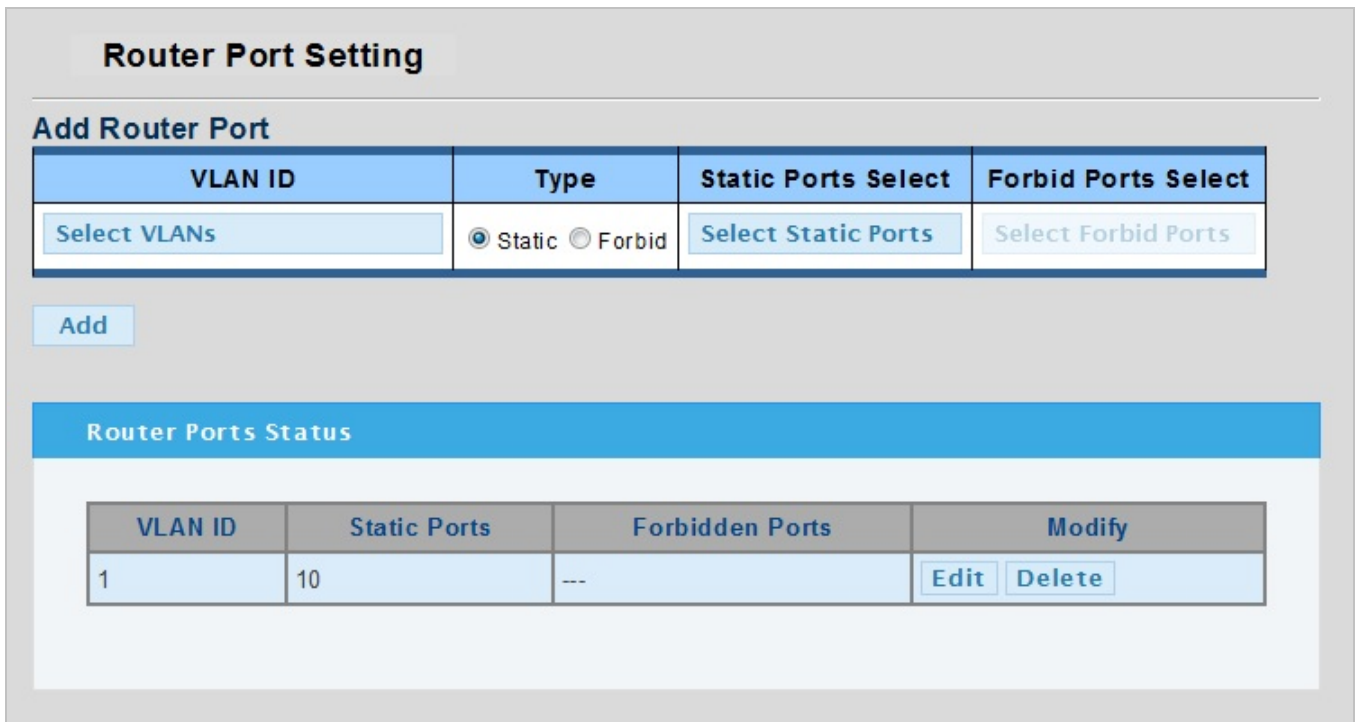 Router Port Setting
Add Router Port
VLAN ID Type Static Ports Select Forbid Ports Select
Select VLANs Static Forbid Select Static Ports Select Forbid Ports
Add
Router Ports Status
VLAN ID Static Ports Forbidden Ports Modify
1 10 --- Edit Delete